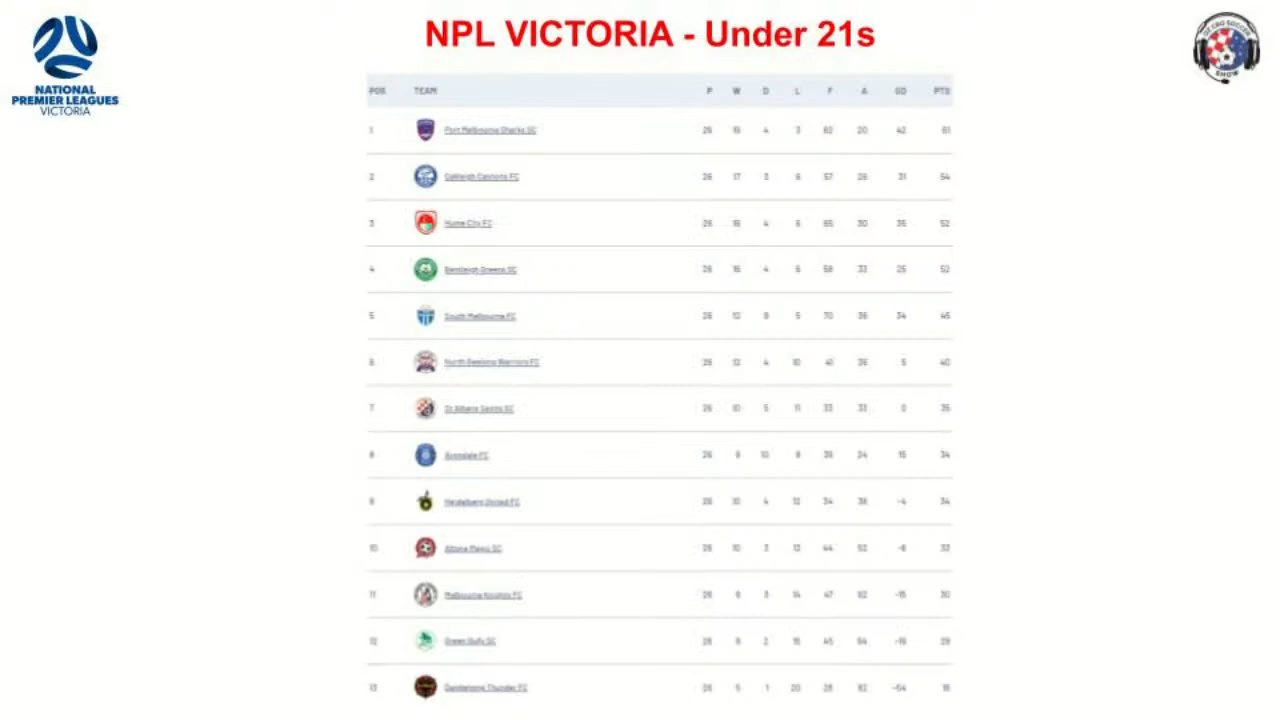 NPL VICTORIA - Under 21s
NATIONAL
PREMIER LEAGUES
VICTORIA
OZ CRO SOCCER
SHOW
POS TEAM P W D L F A GD PTS
1 Port Melbourne Sharks SC 26 19 4 3 62 20 42 61
2 Oakleigh Cannons FC 26 17 3 6 57 26 31 54
3 Hume City FC 26 16 4 6 65 30 35 52
4 Bentleigh Greens SC 26 16 4 6 58 33 25 52
5 South Melbourne FC 26 12 9 5 70 36 34 45
6 North Geelong Warriors FC 26 12 4 10 41 36 5 40
7 St Albans Saints SC 26 10 5 11 33 33 0 35
8 Avondale FC 26 8 10 8 39 24 15 34
9 Heidelberg United FC 26 10 4 12 34 38 -4 34
10 Altona Magic SC 26 10 3 13 44 52 -8 33
11 Melbourne Knights FC 26 9 3 14 47 62 -15 30
12 Green Gully SC 26 9 2 15 45 64 -19 29
13 Dandenong Thunder FC 26 5 1 20 28 82 -54 16